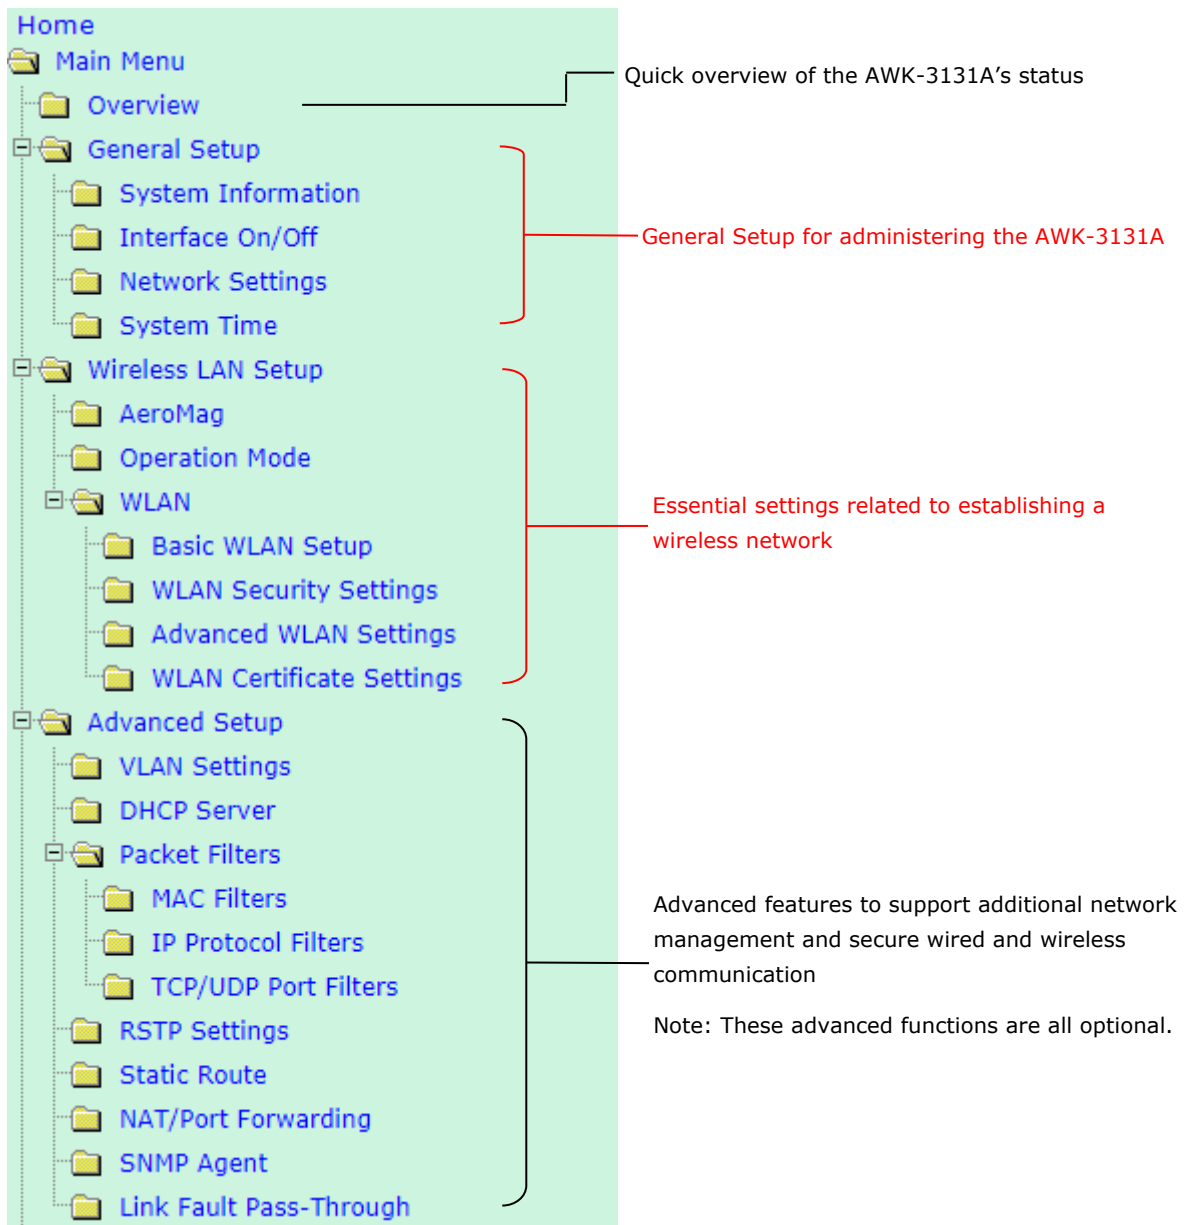 Home
Main Menu
Overview
Quick overview of the AWK-3131A’s status
General Setup
System Information
Interface On/Off
Network Settings
System Time
General Setup for administering the AWK-3131A
Wireless LAN Setup
AeroMag
Operation Mode
WLAN
Basic WLAN Setup
WLAN Security Settings
Advanced WLAN Settings
WLAN Certificate Settings
Essential settings related to establishing a
wireless network
Advanced Setup
VLAN Settings
DHCP Server
Packet Filters
MAC Filters
IP Protocol Filters
TCP/UDP Port Filters
RSTP Settings
Static Route
NAT/Port Forwarding
SNMP Agent
Link Fault Pass-Through
Advanced features to support additional network
management and secure wired and wireless
communication
Note: These advanced functions are all optional.